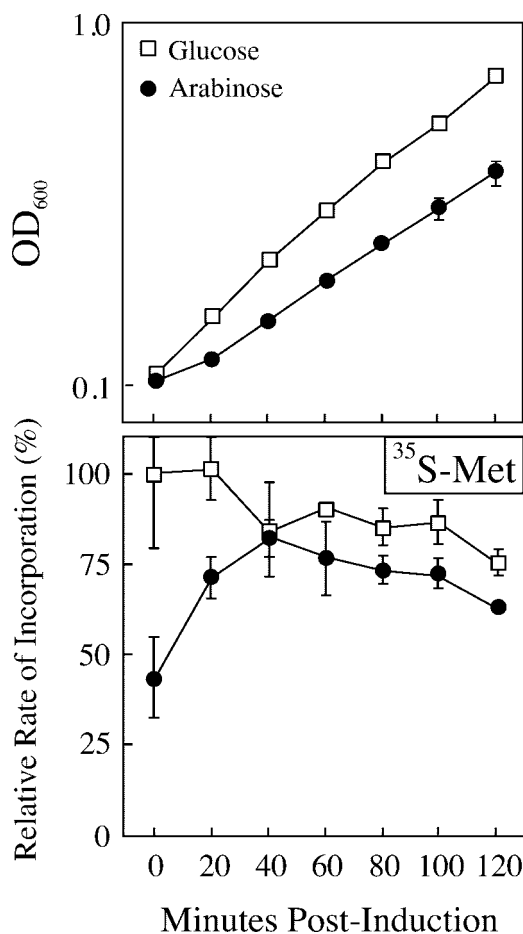 1.0
Glucose
Arabinose
OD600
0.1
35S-Met
100
75
50
25
0
Relative Rate of Incorporation (%)
0 20 40 60 80 100 120
Minutes Post-Induction